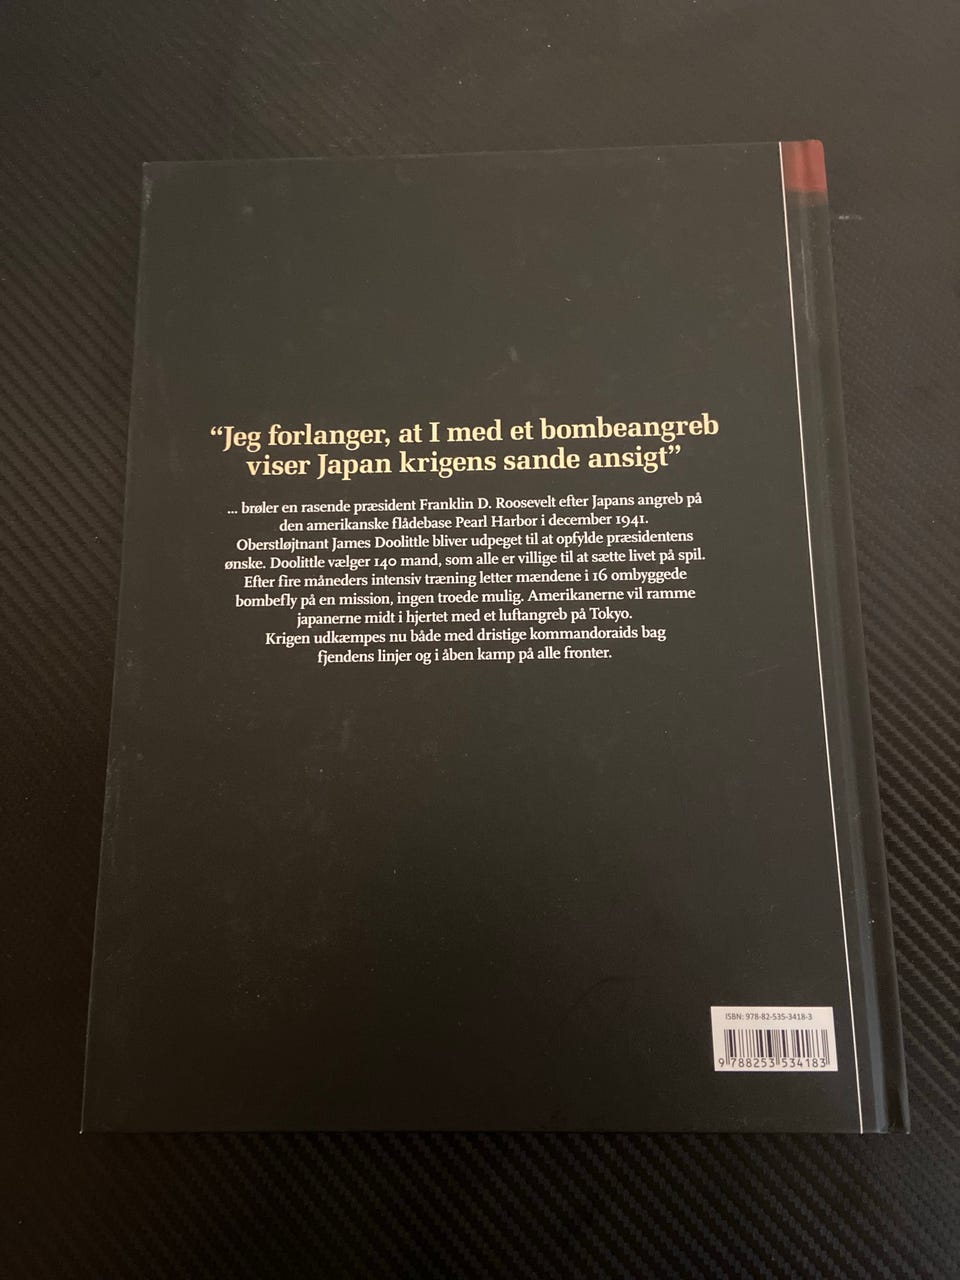 “Jeg forlanger, at I med et bombeangreb
viser Japan krigens sande ansigt”
... brøler en rasende præsident Franklin D. Roosevelt efter Japans angreb på
den amerikanske flådebase Pearl Harbor i december 1941.
Oberstløjtnant James Doolittle bliver udpeget til at opfylde præsidentens
ønske. Doolittle vælger 140 mand, som alle er villige til at sætte livet på spil.
Efter fire måneders intensiv træning letter mændene i 16 ombyggede
bombefly på en mission, ingen troede mulig. Amerikanerne vil ramme
japanerne midt i hjertet med et luftangreb på Tokyo.
Krigen udkæmpes nu både med dristige kommandoraids bag
fjendens linjer og i åben kamp på alle fronter.
ISBN: 978-82-535-3418-3
9 788253 534183